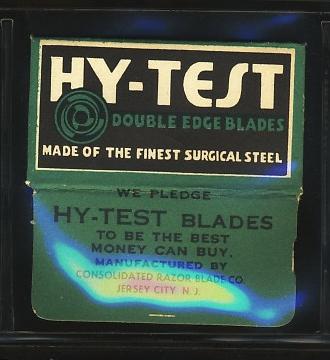 HY-TEST
DOUBLE EDGE BLADES
MADE OF THE FINEST SURGICAL STEEL
WE PLEDGE
HY-TEST BLADES
TO BE THE BEST
MONEY CAN BUY.
MANUFACTURED BY
CONSOLIDATED RAZOR BLADE CO.
JERSEY CITY N. J.